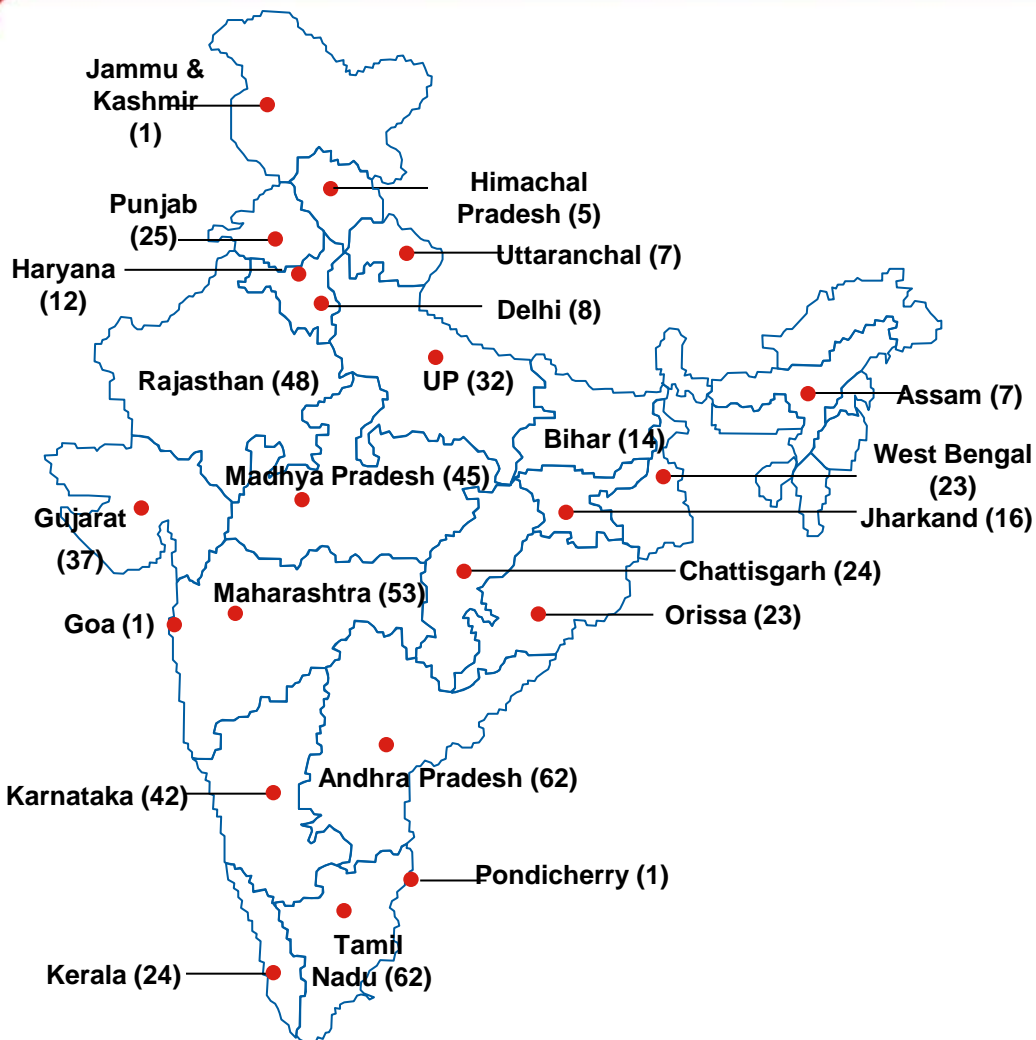 Jammu &
Kashmir
(1)
Himachal
Pradesh (5)
Punjab
(25)
Uttaranchal (7)
Haryana
(12)
Delhi (8)
Rajasthan (48)
UP (32)
Assam (7)
Bihar (14)
West Bengal
(23)
Madhya Pradesh (45)
Gujarat
(37)
Jharkand (16)
Chattisgarh (24)
Maharashtra (53)
Orissa (23)
Goa (1)
Andhra Pradesh (62)
Karnataka (42)
Pondicherry (1)
Tamil
Nadu (62)
Kerala (24)